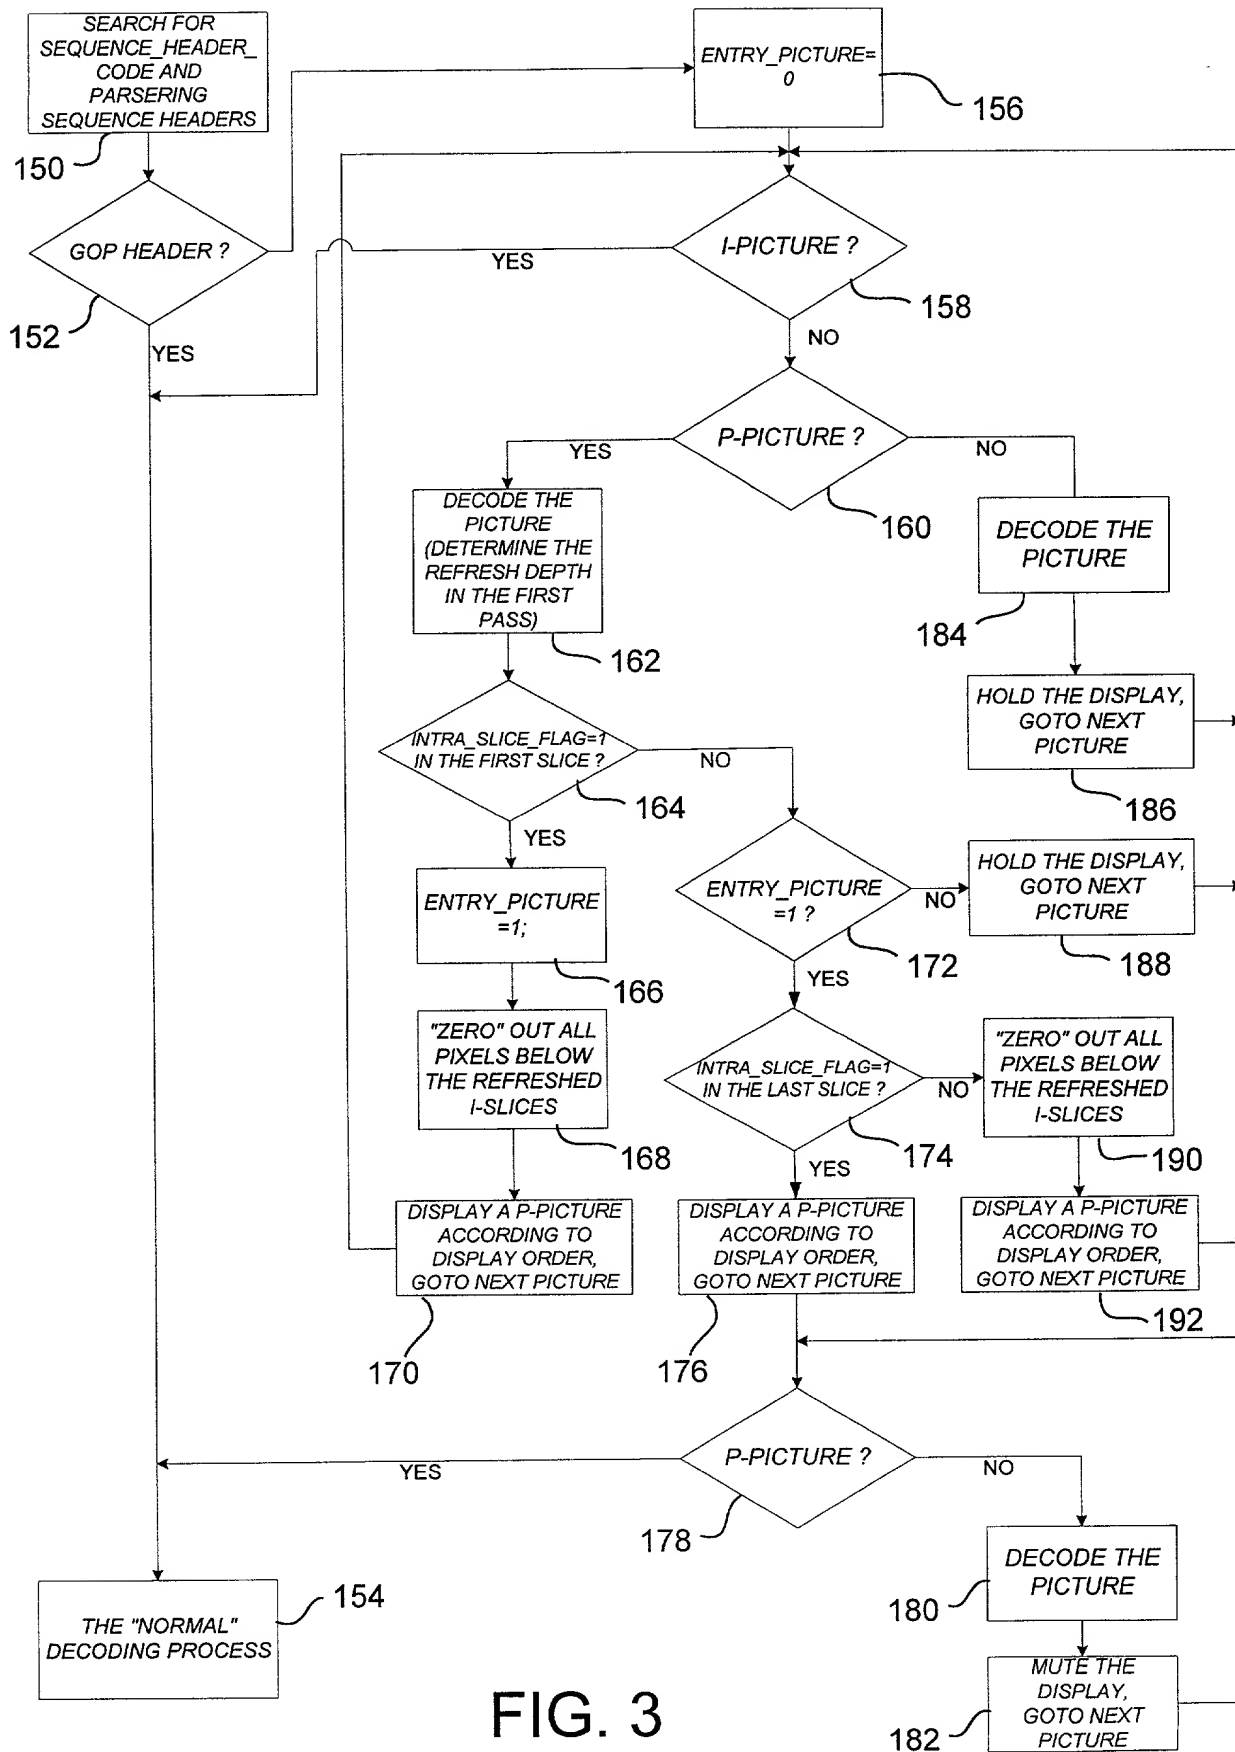 SEARCH FOR
SEQUENCE_HEADER_
CODE AND
PARSERING
SEQUENCE HEADERS
150
ENTRY_PICTURE=
0
156
GOP HEADER ?
152
YES
I-PICTURE ?
158
YES
NO
P-PICTURE ?
160
YES
NO
DECODE THE
PICTURE
(DETERMINE THE
REFRESH DEPTH
IN THE FIRST
PASS)
162
DECODE THE
PICTURE
184
HOLD THE DISPLAY,
GOTO NEXT
PICTURE
186
INTRA_SLICE_FLAG=1
IN THE FIRST SLICE ?
164
NO
YES
ENTRY_PICTURE
=1;
166
ENTRY_PICTURE
=1 ?
172
NO
YES
HOLD THE DISPLAY,
GOTO NEXT
PICTURE
188
"ZERO" OUT ALL
PIXELS BELOW
THE REFRESHED
I-SLICES
168
INTRA_SLICE_FLAG=1
IN THE LAST SLICE ?
174
NO
YES
"ZERO" OUT ALL
PIXELS BELOW
THE REFRESHED
I-SLICES
190
DISPLAY A P-PICTURE
ACCORDING TO
DISPLAY ORDER,
GOTO NEXT PICTURE
170
DISPLAY A P-PICTURE
ACCORDING TO
DISPLAY ORDER,
GOTO NEXT PICTURE
176
DISPLAY A P-PICTURE
ACCORDING TO
DISPLAY ORDER,
GOTO NEXT PICTURE
192
P-PICTURE ?
178
YES
NO
DECODE THE
PICTURE
180
THE "NORMAL"
DECODING PROCESS
154
MUTE THE
DISPLAY,
GOTO NEXT
PICTURE
182
FIG. 3